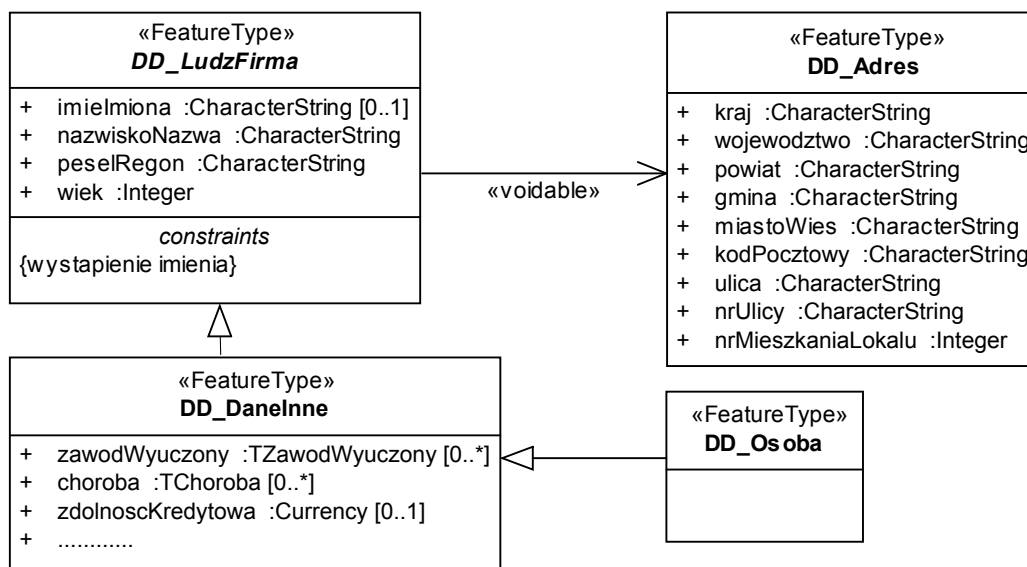 «FeatureType»
DD_LudzFirma
+ imieImiona :CharacterString [0..1]
+ nazwiskoNazwa :CharacterString
+ peselRegon :CharacterString
+ wiek :Integer
constraints
{wystapienie imienia}
«voidable»
«FeatureType»
DD_Adres
+ kraj :CharacterString
+ wojewodztwo :CharacterString
+ powiat :CharacterString
+ gmina :CharacterString
+ miastoWies :CharacterString
+ kodPocztowy :CharacterString
+ ulica :CharacterString
+ nrUlicy :CharacterString
+ nrMieszkaniaLokalu :Integer
«FeatureType»
DD_DaneInne
+ zawodWyuczony :TZawodWyuczony [0..*]
+ choroba :TChoroba [0..*]
+ zdolnoscKredytowa :Currency [0..1]
+ ............
«FeatureType»
DD_Osoba